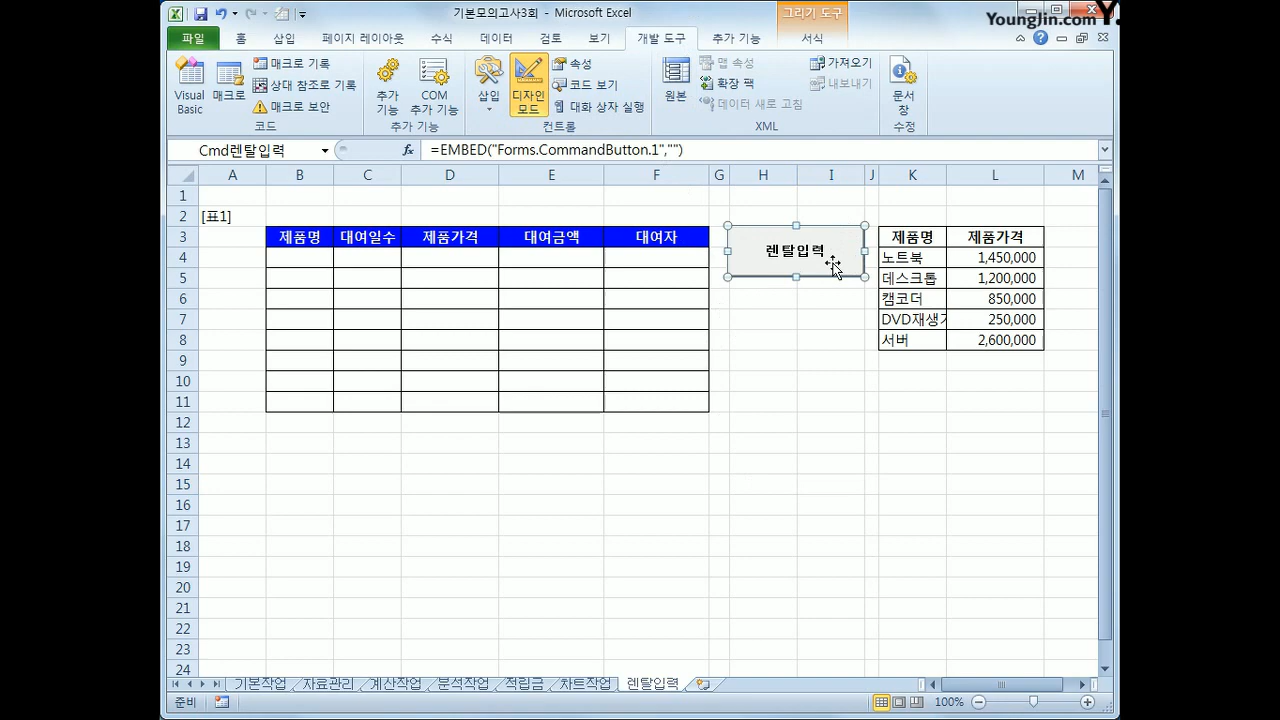 기본모의고사3회 - Microsoft Excel
그리기 도구
YoungJin.com Y.
파일 홈 삽입 페이지 레이아웃 수식 데이터 검토 보기 개발 도구 추가 기능 서식
Visual Basic
매크로
매크로 기록
상대 참조로 기록
매크로 보안
코드
추가 기능
COM 추가 기능
추가 기능
삽입
디자인 모드
속성
코드 보기
대화 상자 실행
컨트롤
원본
맵 속성
확장 팩
데이터 새로 고침
가져오기
내보내기
XML
문서 창
수정
Cmd렌탈입력 fx =EMBED("Forms.CommandButton.1","")
A B C D E F G H I J K L M
1
2 [표1]
3 제품명 대여일수 제품가격 대여금액 대여자 렌탈입력 제품명 제품가격
4 노트북 1,450,000
5 데스크톱 1,200,000
6 캠코더 850,000
7 DVD재생기 250,000
8 서버 2,600,000
9
10
11
12
13
14
15
16
17
18
19
20
21
22
23
24
기본작업 자료관리 계산작업 분석작업 적립금 차트작업 렌탈입력
준비 100%